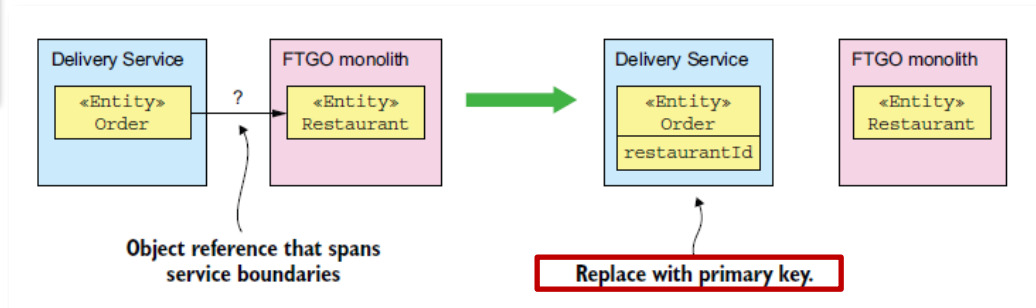 Delivery Service
FTGO monolith
«Entity»
Order
?
«Entity»
Restaurant
Object reference that spans
service boundaries
Delivery Service
FTGO monolith
«Entity»
Order
restaurantId
«Entity»
Restaurant
Replace with primary key.